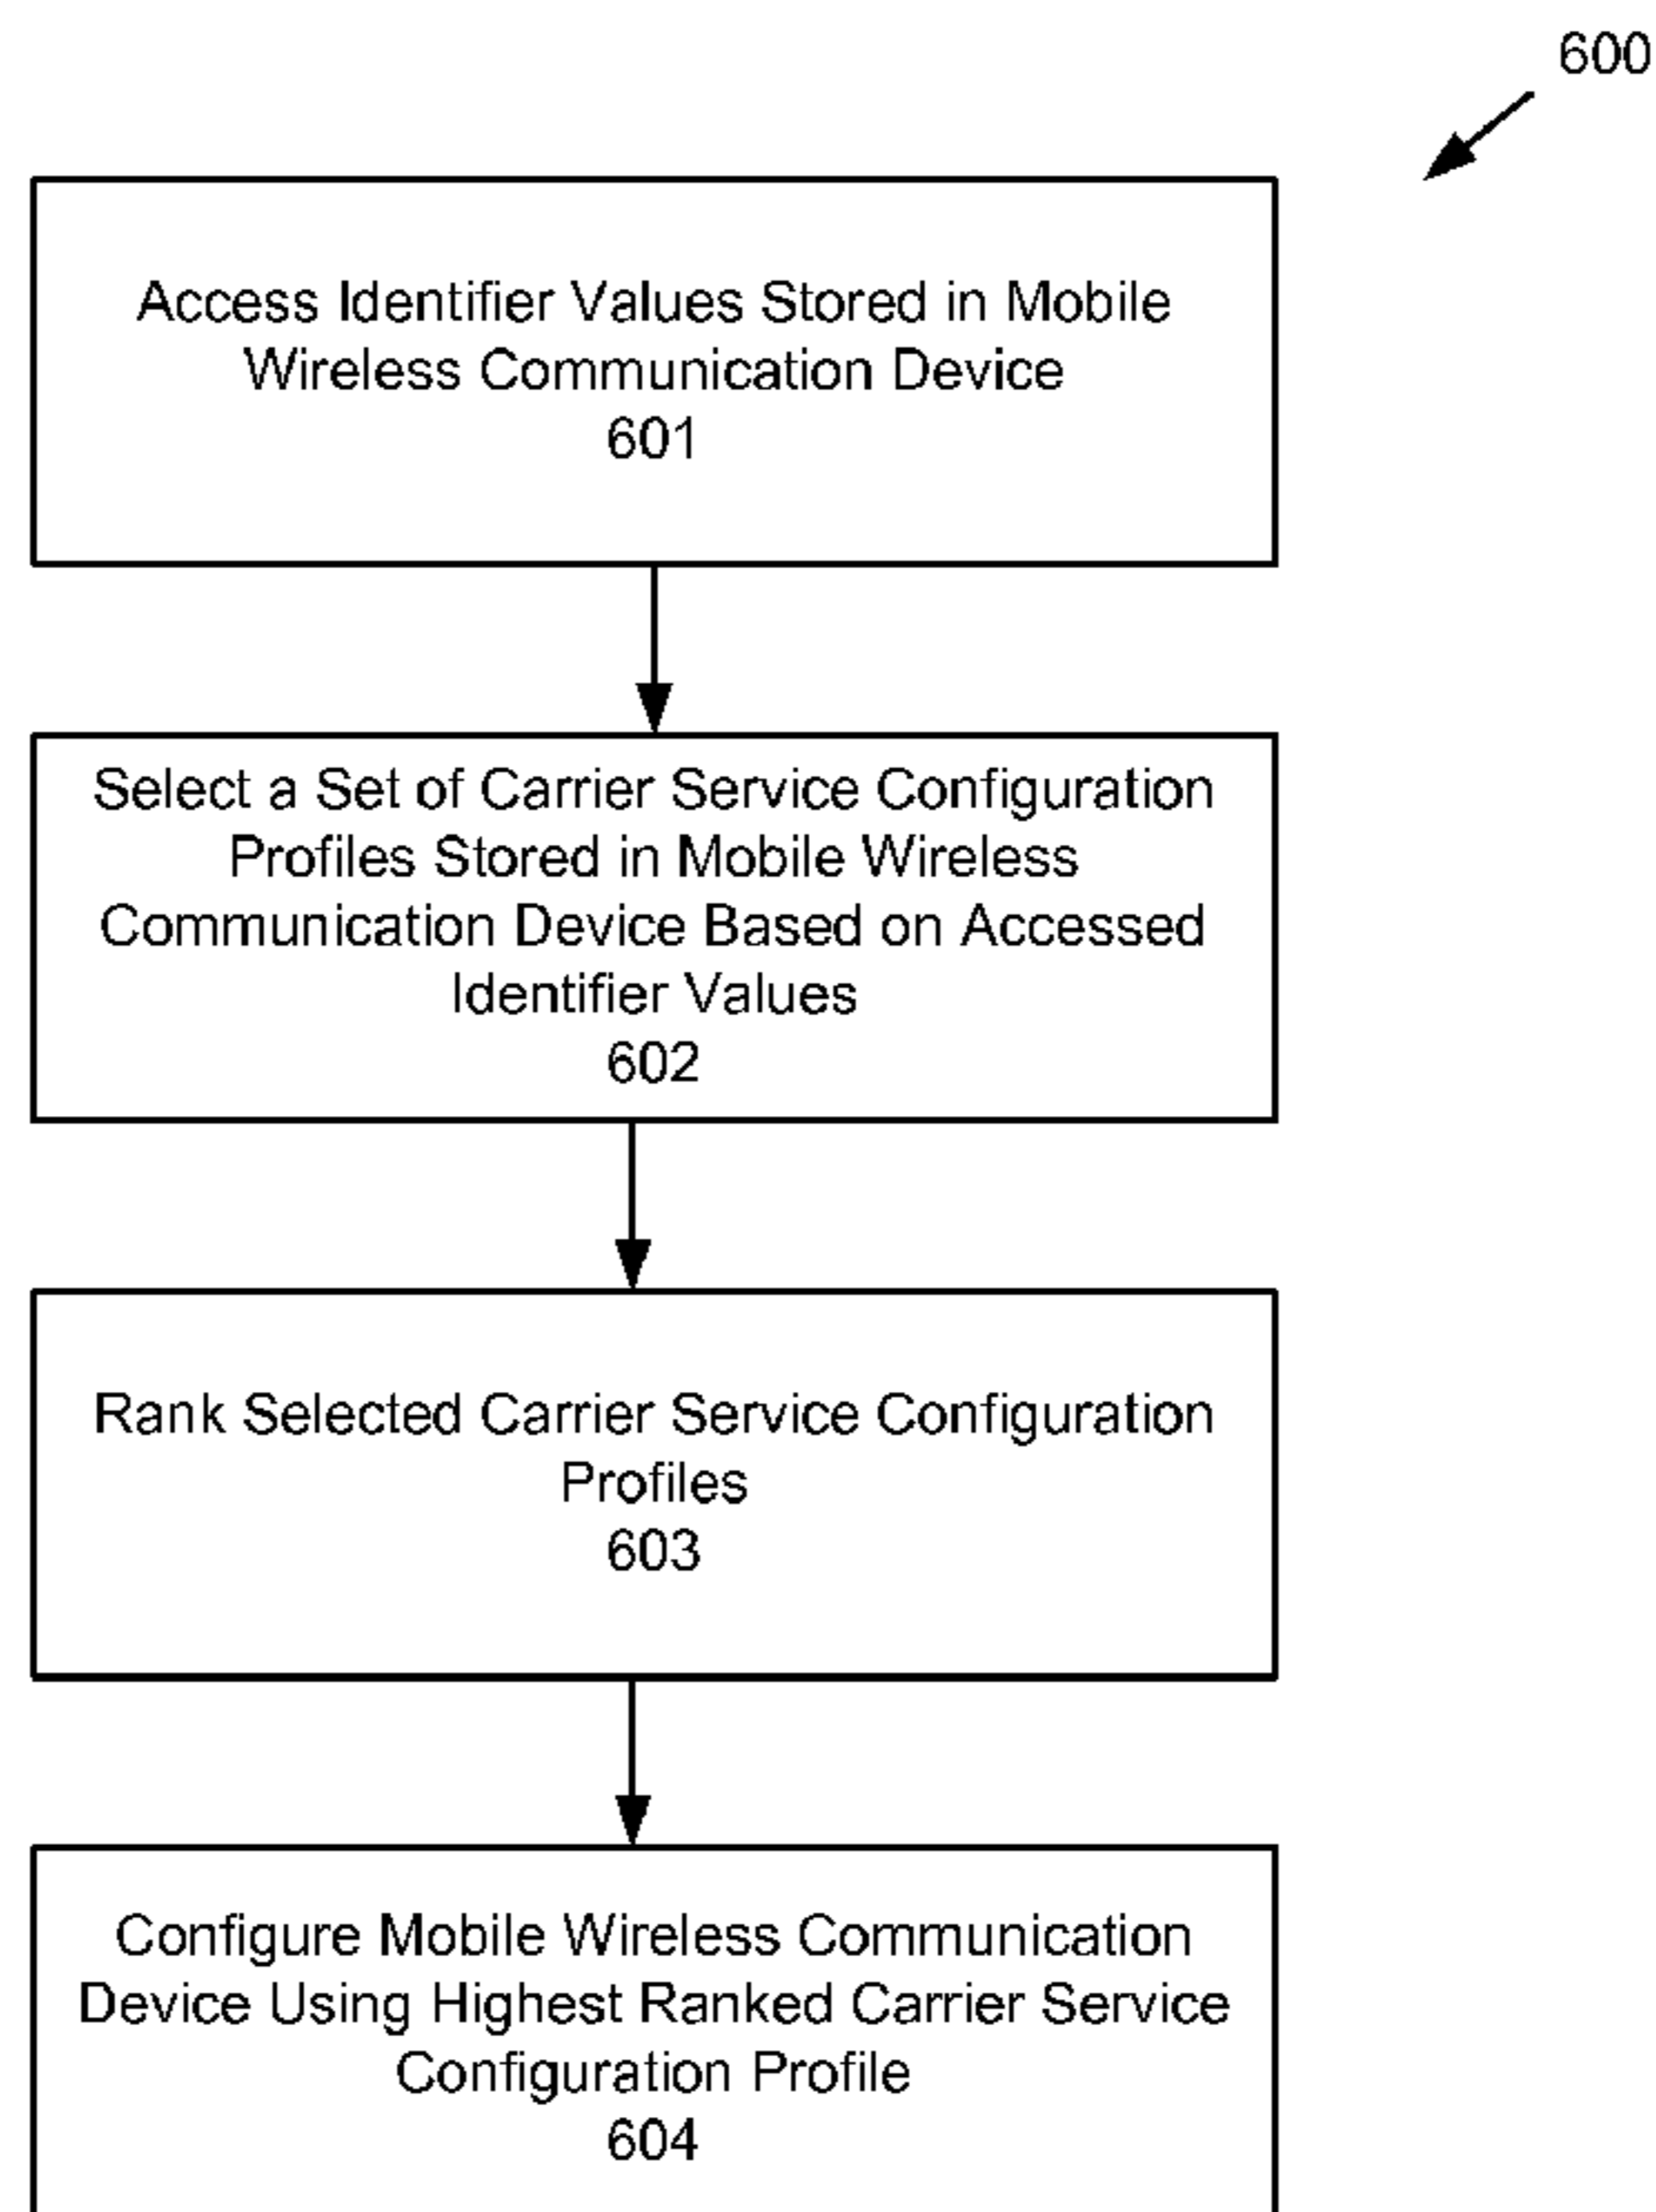 600
Access Identifier Values Stored in Mobile
Wireless Communication Device
601
Select a Set of Carrier Service Configuration
Profiles Stored in Mobile Wireless
Communication Device Based on Accessed
Identifier Values
602
Rank Selected Carrier Service Configuration
Profiles
603
Configure Mobile Wireless Communication
Device Using Highest Ranked Carrier Service
Configuration Profile
604